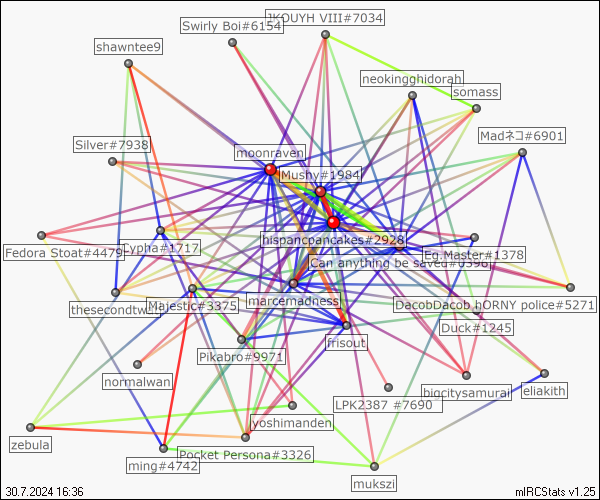 Swirly Boi#6154
JKOUYH VIII#7034
shawntee9
neokingghidorah
somass
Madネコ#6901
Silver#7938
moonraven
Mushy#1984
Fedora Stoat#4479
Cypha#1717
hispancpancakes#2928
Eg.Master#1378
Can anything be saved
thesecondtw
Majestic#3375
marcemadness
DacobDacob
hORNY police#5271
Duck#1245
Pikabro#9971
frisout
normalwan
LPK2387 #7690
bigcitysamurai
eliakith
yoshimanden
zebula
ming#4742
Pocket Persona#3326
mukszi
30.7.2024 16:36
mIRCStats v1.25